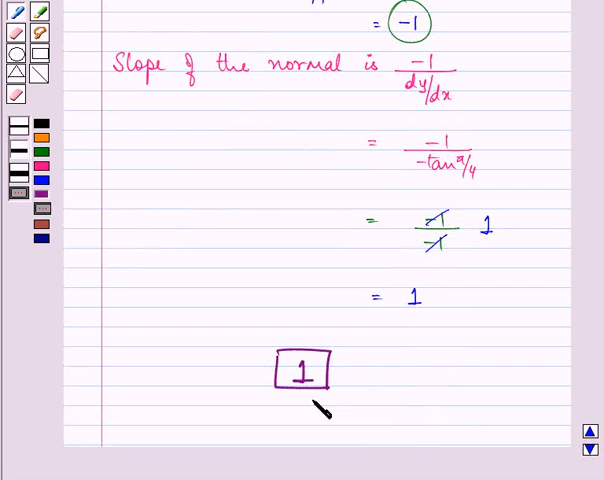 = -1
Slope of the normal is -1 / dy/dx
= -1 / -tan π/4
= -1 / -1 1
= 1
1